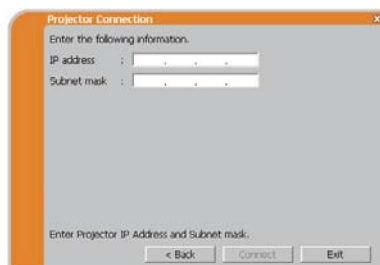 Projector Connection x
Enter the following information.
IP address : . . .
Subnet mask : . . .
Enter Projector IP Address and Subnet mask.
< Back Connect Exit